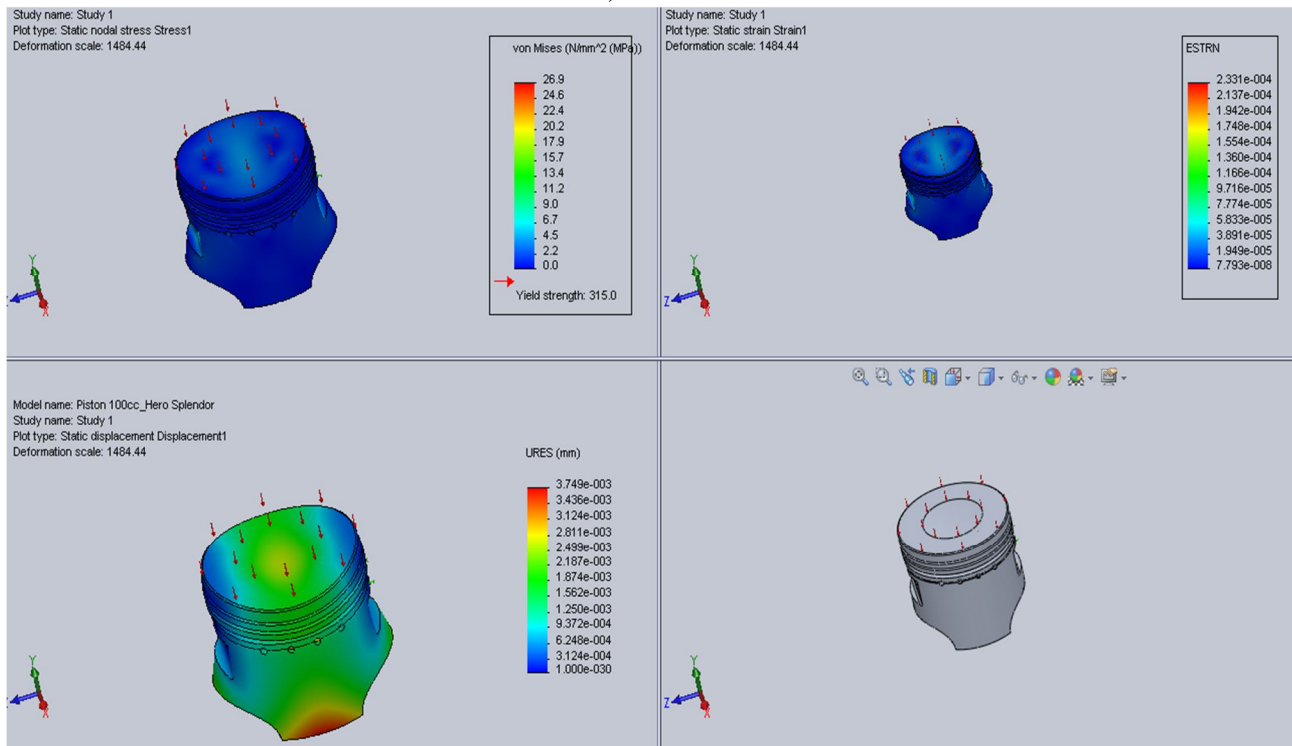 Study name: Study 1
Plot type: Static nodal stress Stress1
Deformation scale: 1484.44
von Mises (N/mm^2 (MPa))
26.9
24.6
22.4
20.2
17.9
15.7
13.4
11.2
9.0
6.7
4.5
2.2
0.0
Yield strength: 315.0
Y
X
Study name: Study 1
Plot type: Static strain Strain1
Deformation scale: 1484.44
ESTRN
2.331e-004
2.137e-004
1.942e-004
1.748e-004
1.554e-004
1.360e-004
1.166e-004
9.716e-005
7.774e-005
5.833e-005
3.891e-005
1.949e-005
7.793e-008
Y
Z
X
Model name: Piston 100cc_Hero Splendor
Study name: Study 1
Plot type: Static displacement Displacement1
Deformation scale: 1484.44
URES (mm)
3.749e-003
3.436e-003
3.124e-003
2.811e-003
2.499e-003
2.187e-003
1.874e-003
1.562e-003
1.250e-003
9.372e-004
6.248e-004
3.124e-004
1.000e-030
Y
X
Y
Z
X